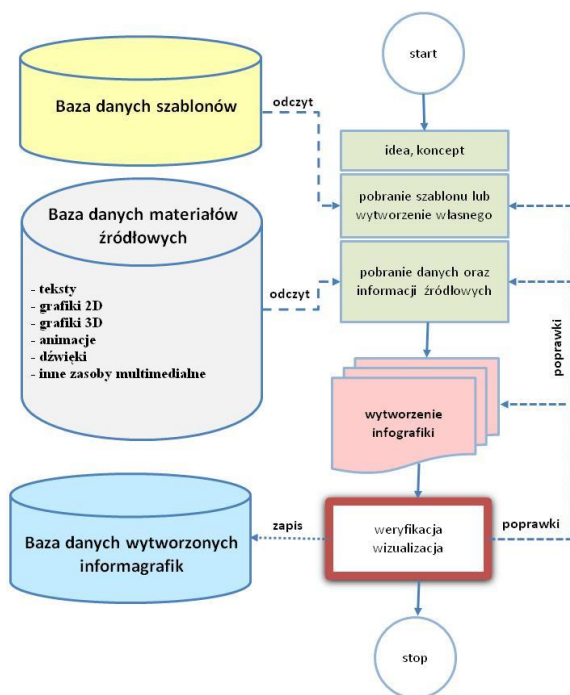 start
Baza danych szablonów
odczyt
idea, koncept
pobranie szablonu lub
wytworzenie własnego
Baza danych materiałów
źródłowych
- teksty
- grafiki 2D
- grafiki 3D
- animacje
- dźwięki
- inne zasoby multimedialne
odczyt
pobranie danych oraz
informacji źródłowych
poprawki
wytworzenie
infografiki
Baza danych wytworzonych
informagrafik
zapis
weryfikacja
wizualizacja
poprawki
stop